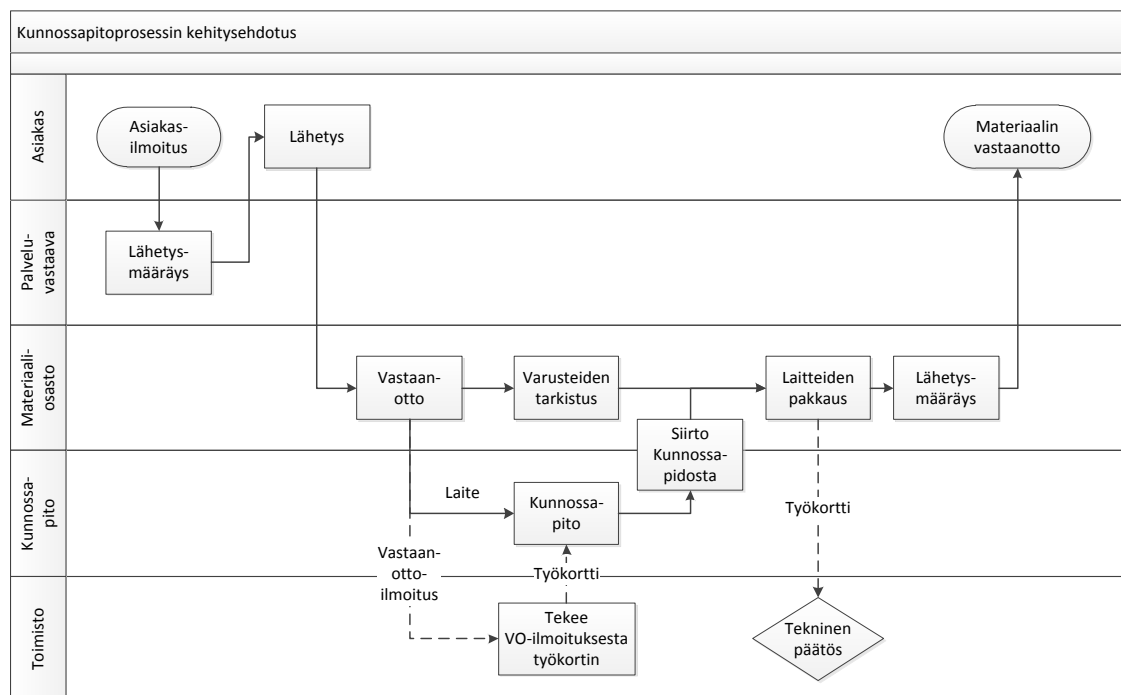 Kunnossapitoprosessin kehitysehdotus
Asiakas
Asiakas-
ilmoitus
Lähetys
Materiaalin
vastaanotto
Palvelu-
vastaava
Lähetys-
määräys
Materiaali-
osasto
Vastaan-
otto
Varusteiden
tarkistus
Laitteiden
pakkaus
Lähetys-
määräys
Siirto
Kunnossa-
pidosta
Kunnossa-
pito
Laite
Kunnossa-
pito
Työkortti
Vastaan-
otto-
ilmoitus
Työkortti
Toimisto
Tekee
VO-ilmoituksesta
työkortin
Tekninen
päätös